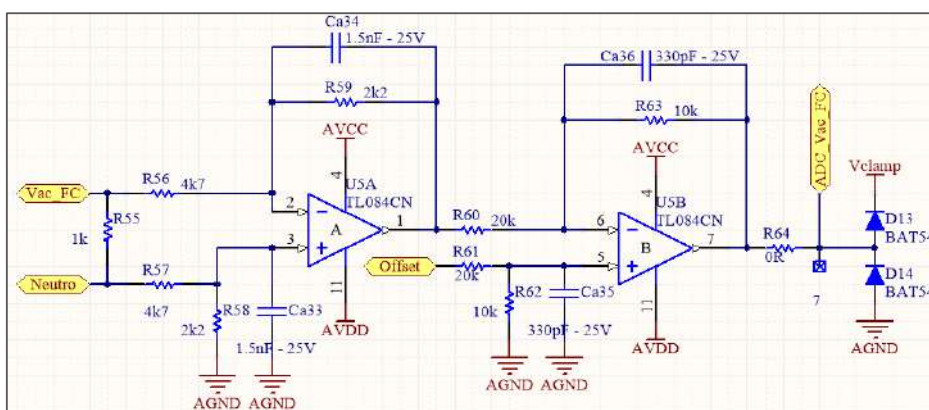 Ca34
1.5nF - 25V
Ca36
330pF - 25V
R59
2k2
R63
10k
ADC_Vac_FC
AVCC
AVCC
Vclamp
4
4
Vac_FC
R56
4k7
U5A
TL084CN
U5B
TL084CN
D13
BAT54
R55
1k
2
A
1
R60
20k
6
B
7
R64
0R
3
Offset
R61
20k
5
D14
BAT54
Neutro
R57
4k7
R58
2k2
Ca33
1.5nF - 25V
11
AVDD
R62
10k
Ca35
330pF - 25V
11
AVDD
7
AGND
AGND
AGND
AGND
AGND